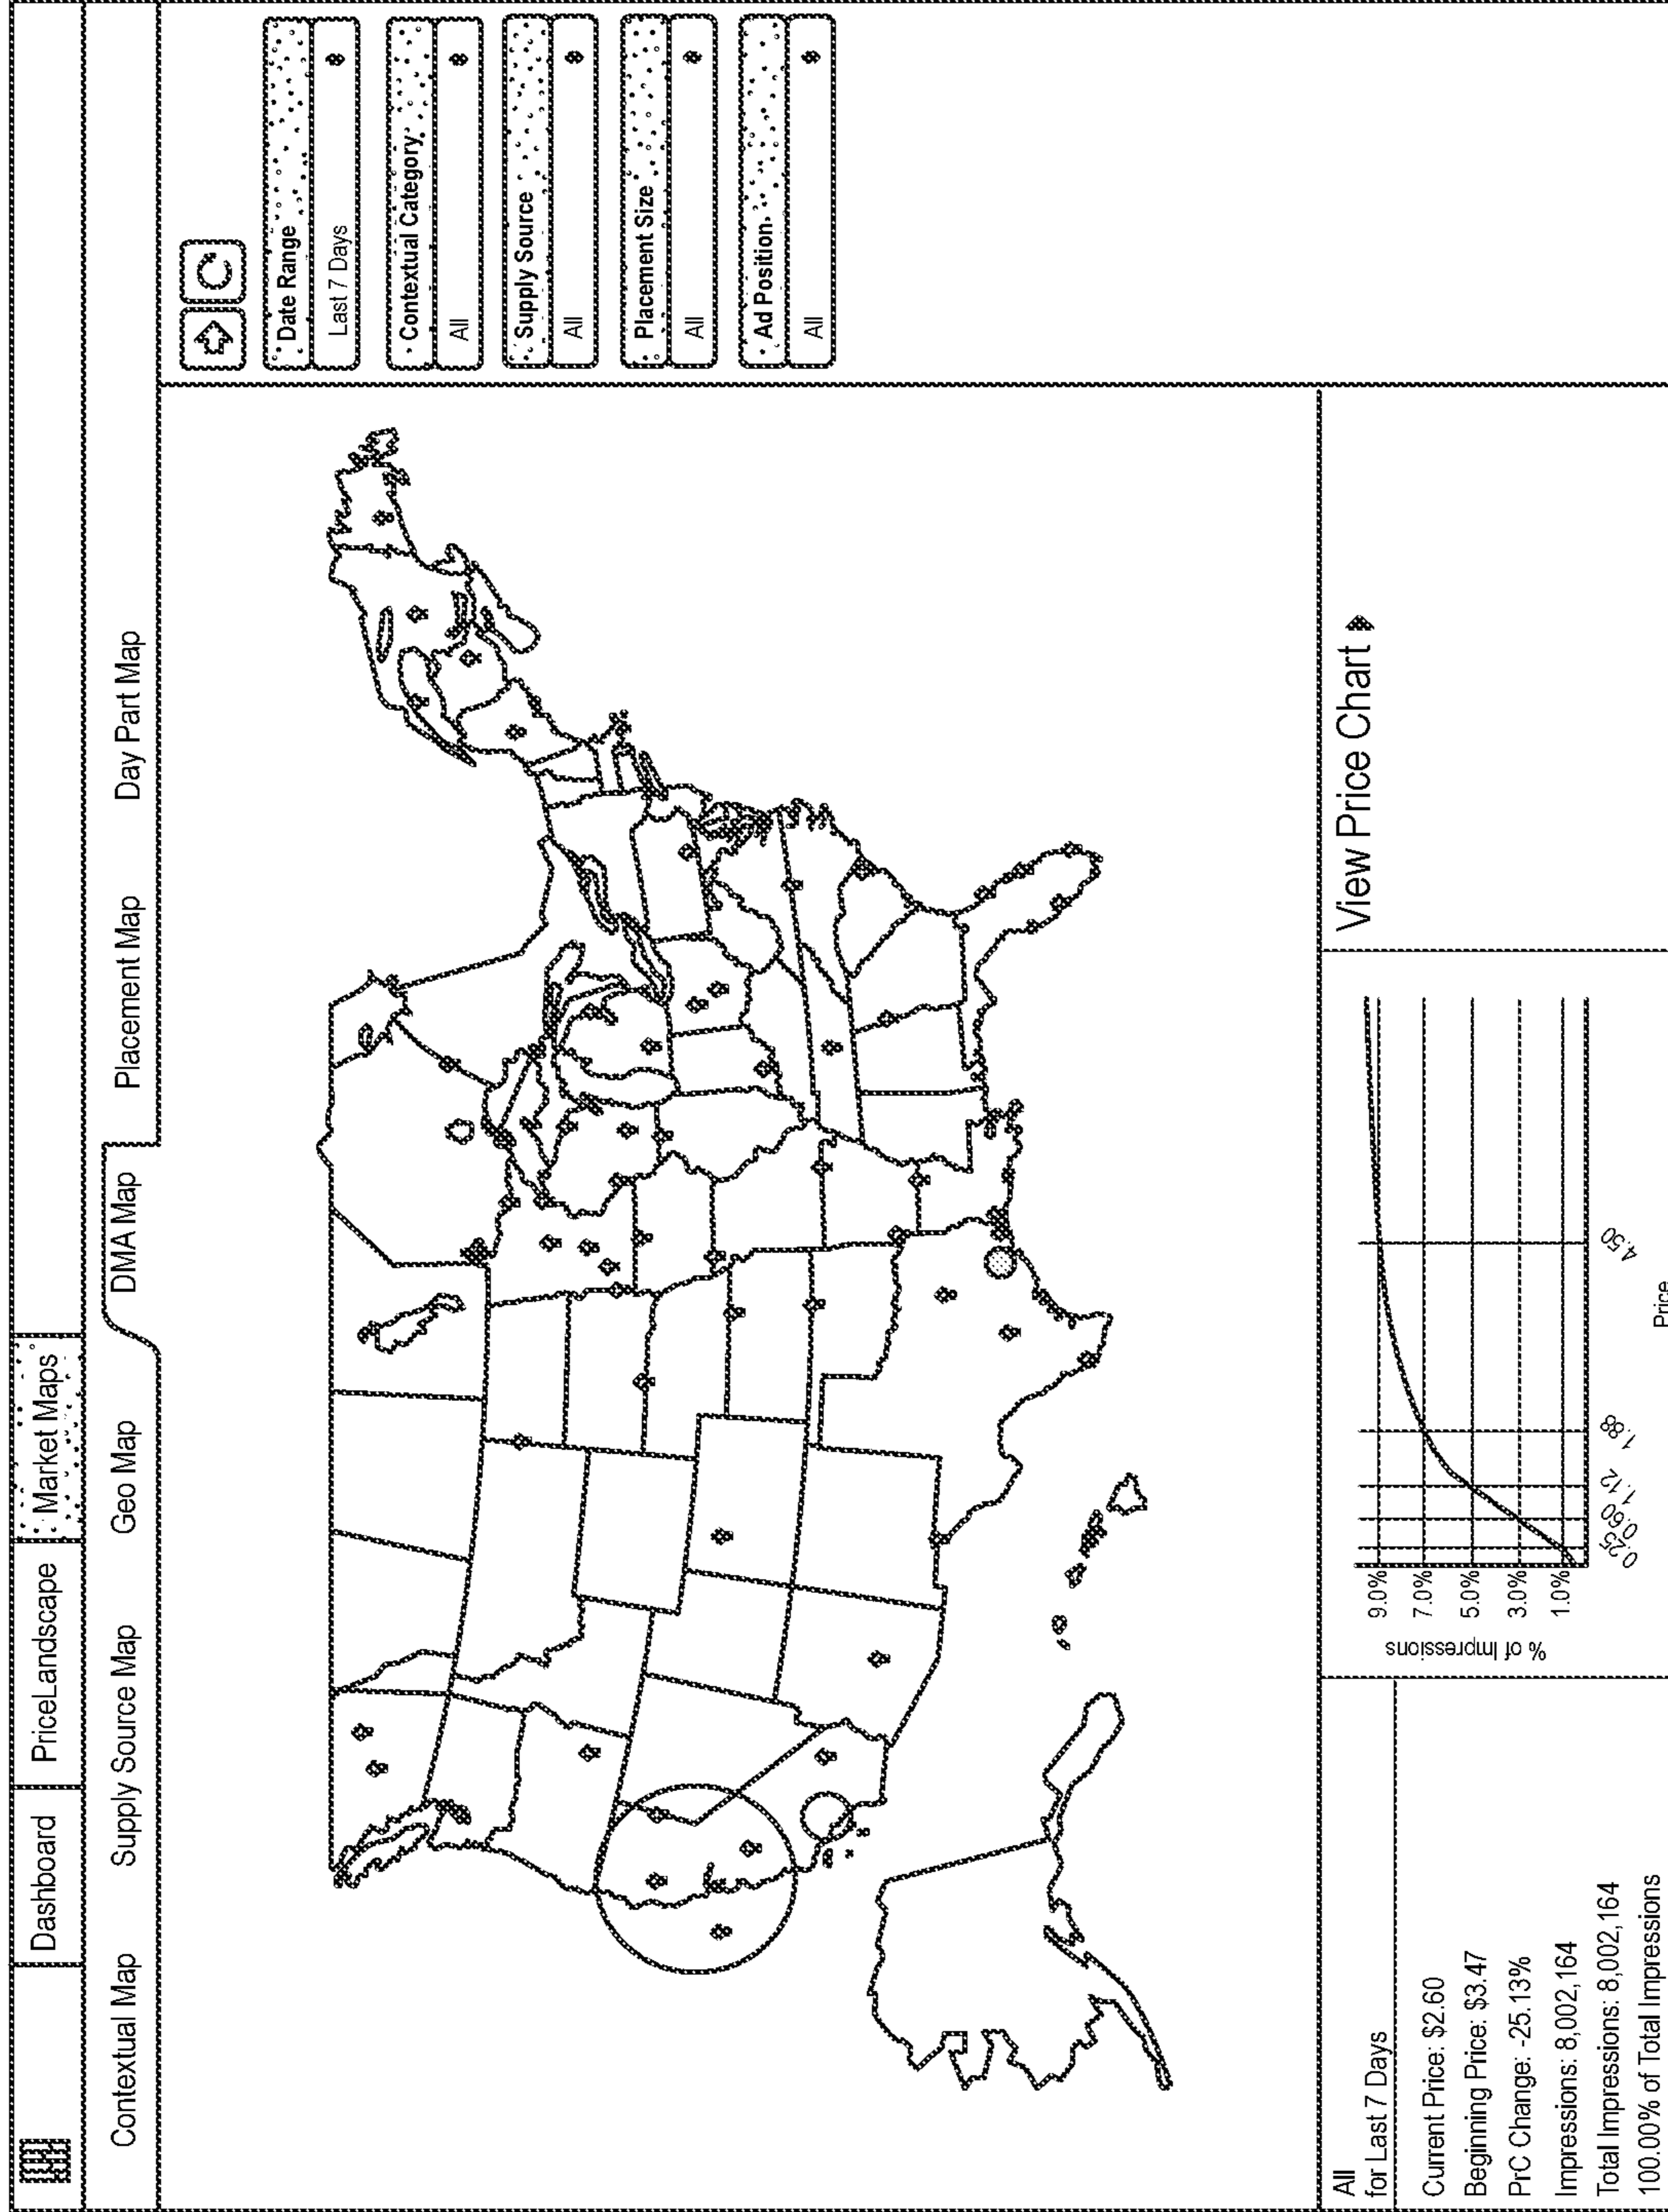 Dashboard
PriceLandscape
Market Maps
Contextual Map
Supply Source Map
Geo Map
DMA Map
Placement Map
Day Part Map
Date Range
Last 7 Days
Contextual Category
All
Supply Source
All
Placement Size
All
Ad Position
All
All
for Last 7 Days
Current Price: $2.60
Beginning Price: $3.47
PrC Change: -25.13%
Impressions: 8,002,164
Total Impressions: 8,002,164
100.00% of Total Impressions
% of Impressions
9.0%
7.0%
5.0%
3.0%
1.0%
0.25
0.60
1.12
1.88
4.50
Price
View Price Chart